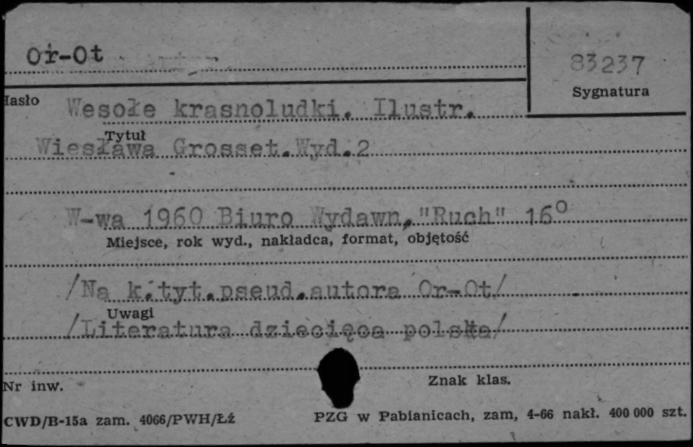 Or-Ot
83237
Sygnatura
Hasło
Wesołe krasnoludki. Ilustr.
Tytuł
Wiesława Grosset.Wyd.2
W-wa 1960 Biuro Wydawn."Ruch" 16°
Miejsce, rok wyd., nakładca, format, objętość
/Na k.tyt.pseud.autora Or-Ot/
Uwagi
/Literatura dziecięca polska/
Nr inw.
Znak klas.
CWD/B-15a zam. 4066/PWH/Łź
PZG w Pabianicach, zam, 4-66 nakł. 400 000 szt.